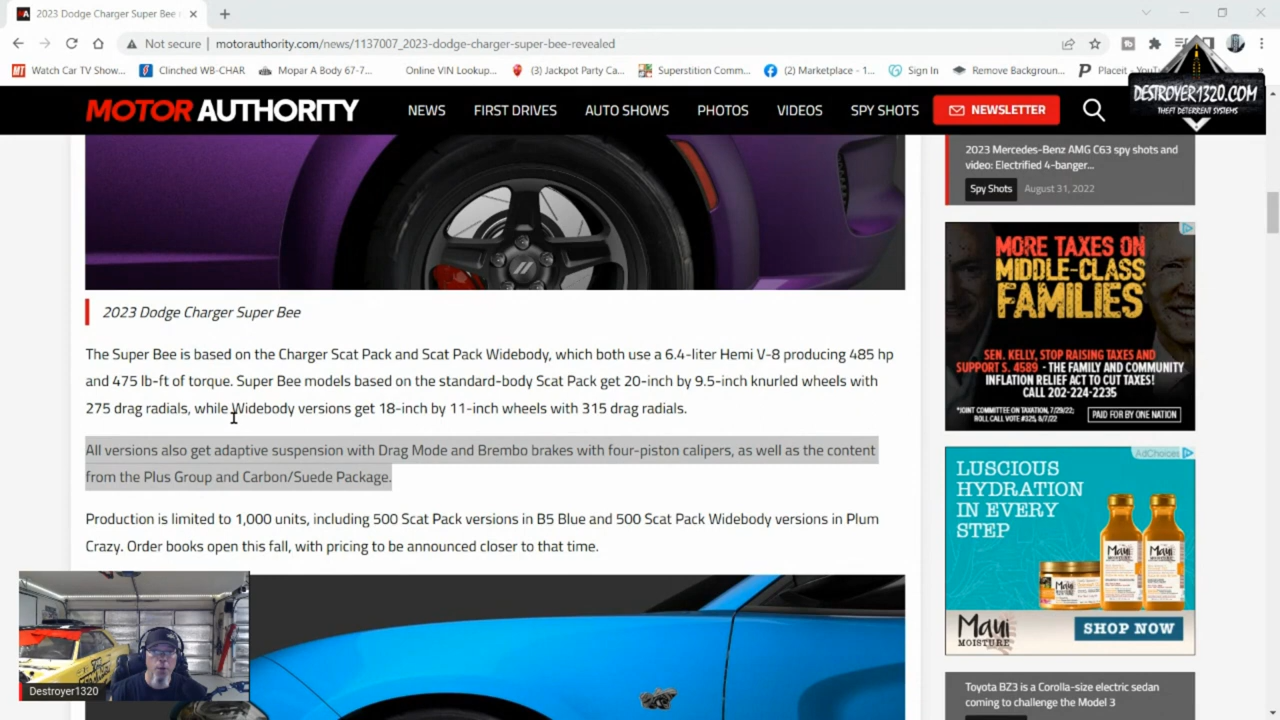 2023 Dodge Charger Super Bee
Not secure
motorauthority.com/news/1137007_2023-dodge-charger-super-bee-revealed
Watch Car TV Show...
Clinched WB-CHAR
Mopar A Body 67-7...
Online VIN Lookup...
(3) Jackpot Party Ca...
Superstition Comm...
(2) Marketplace - 1...
Sign In
Remove Backgroun...
Placeit - YouTu
DESTROYER1320.COM
THEFT DETERRENT SYSTEMS
MOTOR AUTHORITY
NEWS
FIRST DRIVES
AUTO SHOWS
PHOTOS
VIDEOS
SPY SHOTS
NEWSLETTER
2023 Dodge Charger Super Bee
The Super Bee is based on the Charger Scat Pack and Scat Pack Widebody, which both use a 6.4-liter Hemi V-8 producing 485 hp
and 475 lb-ft of torque. Super Bee models based on the standard-body Scat Pack get 20-inch by 9.5-inch knurled wheels with
275 drag radials, while Widebody versions get 18-inch by 11-inch wheels with 315 drag radials.
All versions also get adaptive suspension with Drag Mode and Brembo brakes with four-piston calipers, as well as the content
from the Plus Group and Carbon/Suede Package.
Production is limited to 1,000 units, including 500 Scat Pack versions in B5 Blue and 500 Scat Pack Widebody versions in Plum
Crazy. Order books open this fall, with pricing to be announced closer to that time.
Destroyer1320
2023 Mercedes-Benz AMG C63 spy shots and
video: Electrified 4-banger...
Spy Shots
August 31, 2022
MORE TAXES ON
MIDDLE-CLASS
FAMILIES
SEN. KELLY, STOP RAISING TAXES AND
SUPPORT S. 4589 - THE FAMILY AND COMMUNITY
INFLATION RELIEF ACT TO CUT TAXES!
CALL 202-224-2235
*JOINT COMMITTEE ON TAXATION, 7/29/22;
ROLL CALL VOTE #325, 8/7/22
PAID FOR BY ONE NATION
AdChoices
LUSCIOUS
HYDRATION
IN EVERY
STEP
Maui
MOISTURE
SHOP NOW
Toyota BZ3 is a Corolla-size electric sedan
coming to challenge the Model 3